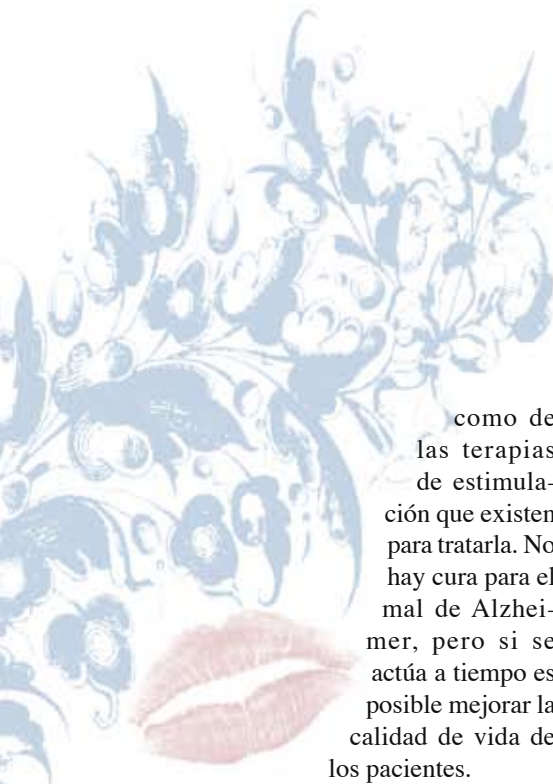 como de
las terapias
de estimula-
ción que existen
para tratarla. No
hay cura para el
mal de Alzhei-
mer, pero si se
actúa a tiempo es
posible mejorar la
calidad de vida de
los pacientes.